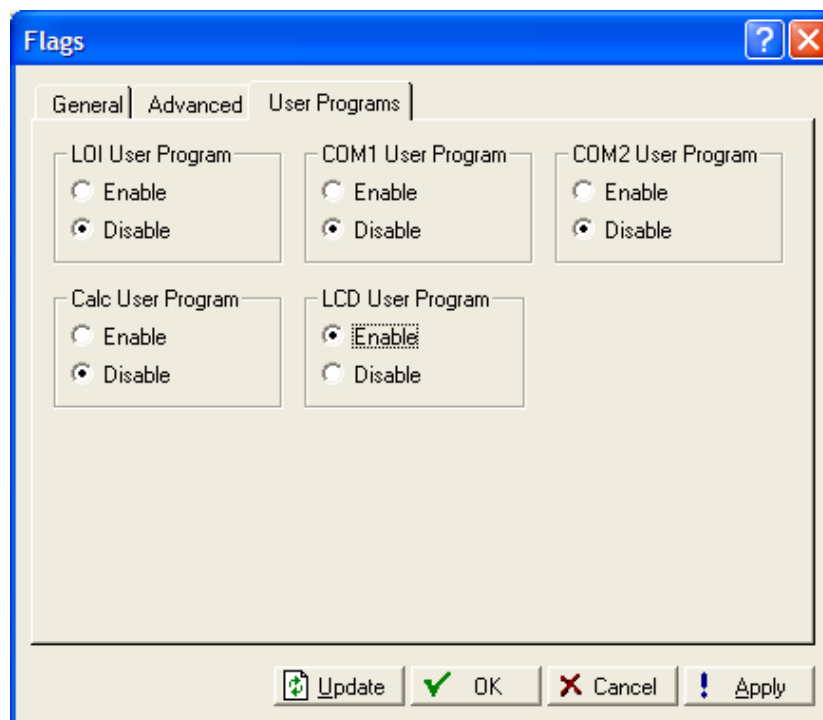 Flags
General Advanced User Programs
LOI User Program COM1 User Program COM2 User Program
Enable Enable Enable
Disable Disable Disable
Calc User Program LCD User Program
Enable Enable
Disable Disable
Update OK Cancel Apply